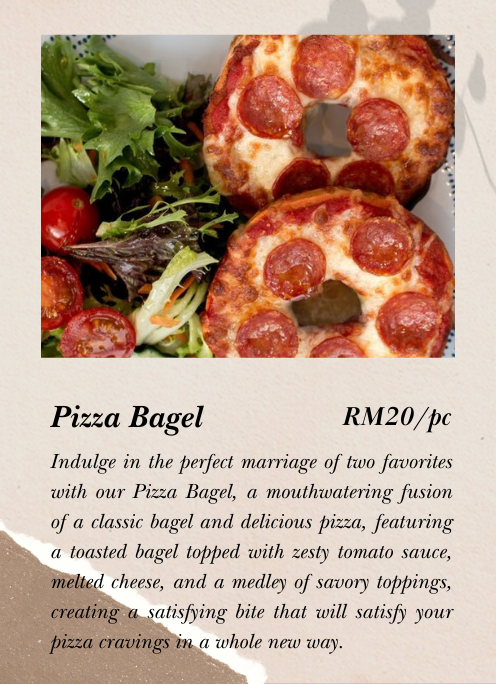 Pizza Bagel RM20/pc
Indulge in the perfect marriage of two favorites
with our Pizza Bagel, a mouthwatering fusion
of a classic bagel and delicious pizza, featuring
a toasted bagel topped with zesty tomato sauce,
melted cheese, and a medley of savory toppings,
creating a satisfying bite that will satisfy your
pizza cravings in a whole new way.